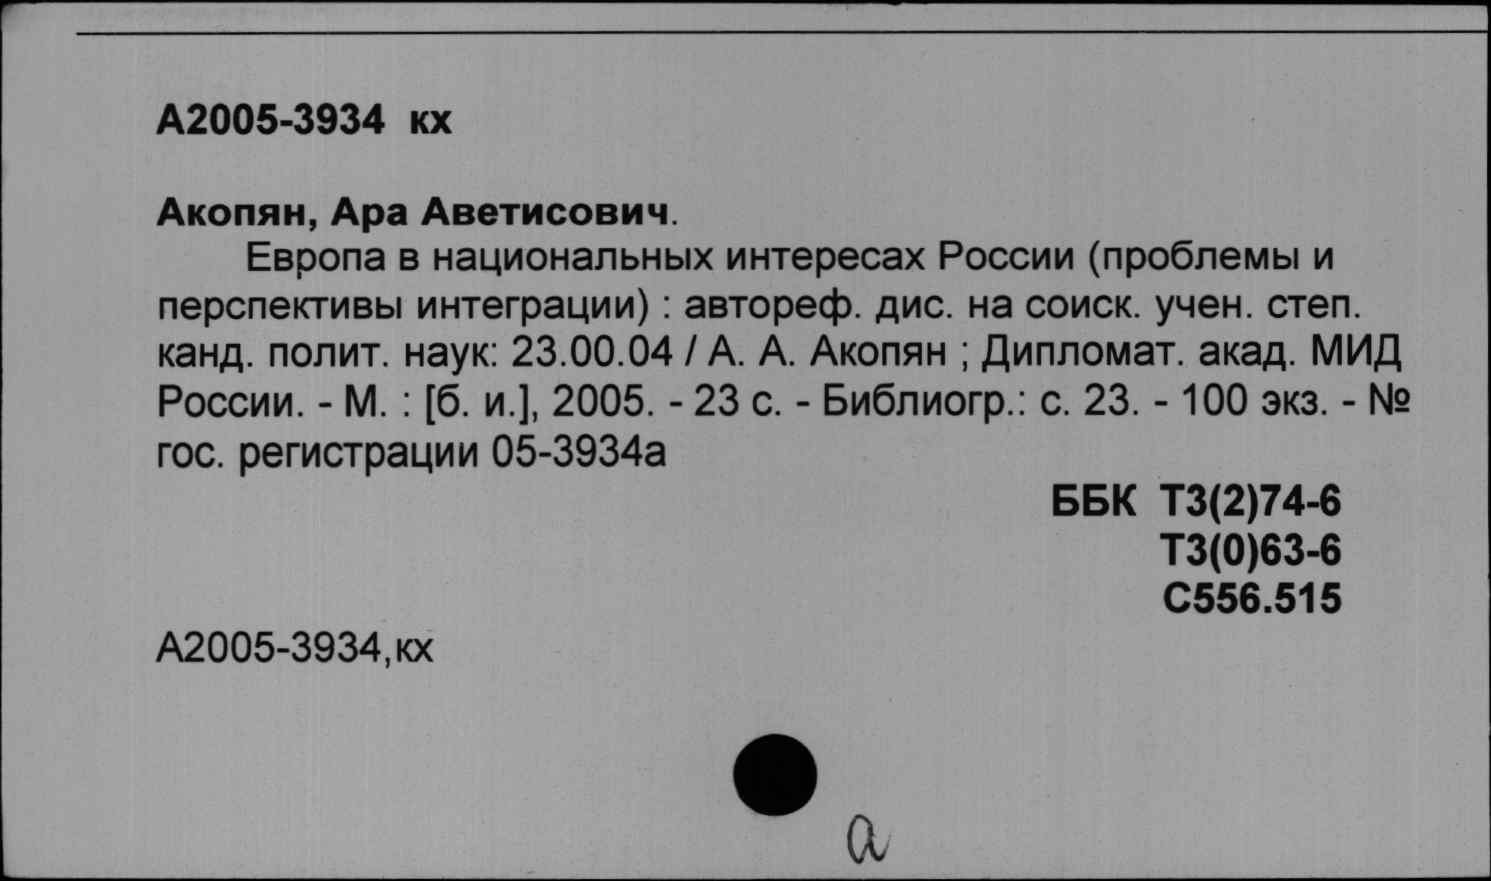 А2005-3934 кх
Акопян, Ара Аветисович.
Европа в национальных интересах России (проблемы и
перспективы интеграции) : автореф. дис. на соиск. учен. степ.
канд. полит. наук: 23.00.04 / А. А. Акопян ; Дипломат. акад. МИД
России. - М. : [б. и.], 2005. - 23 с. - Библиогр.: с. 23. - 100 экз. - №
гос. регистрации 05-3934а
ББК Т3(2)74-6
Т3(0)63-6
С556.515
А2005-3934,кх
а